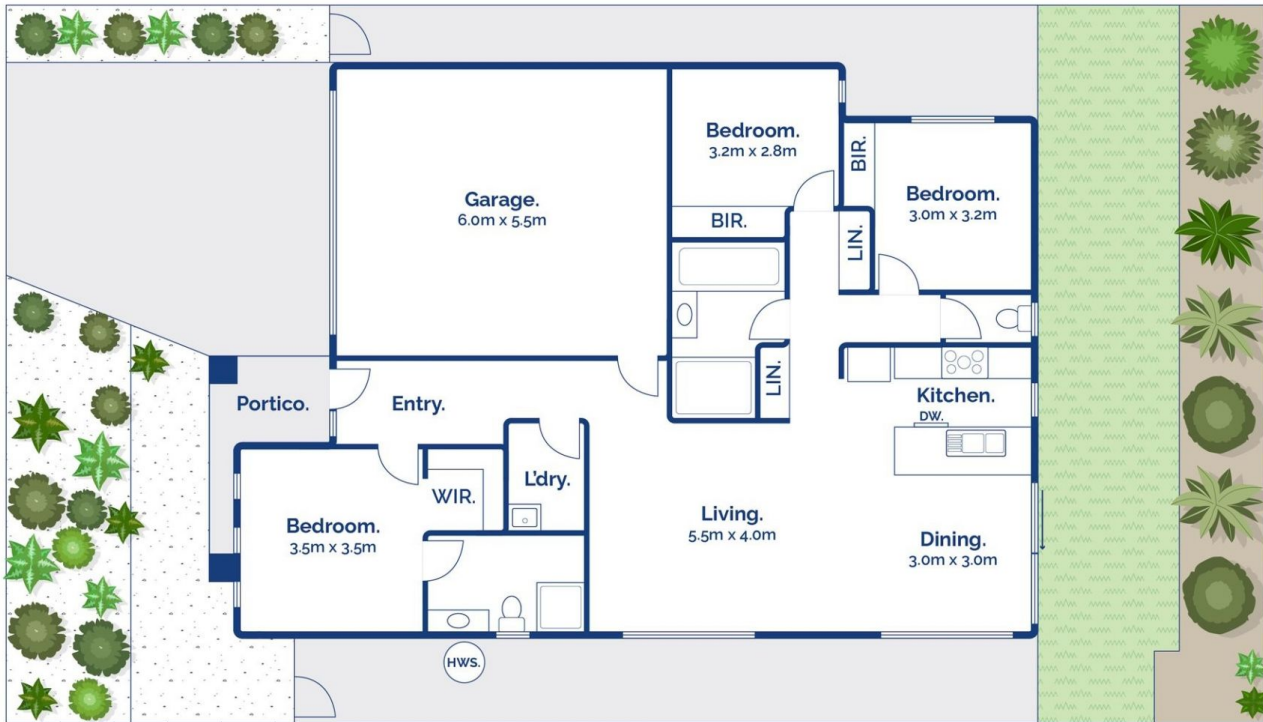 Bedroom.
3.2m x 2.8m
BIR.
Bedroom.
3.0m x 3.2m
Garage.
6.0m x 5.5m
BIR.
LIN.
LIN.
Kitchen.
DW.
Portico.
Entry.
WIR.
L'dry.
Bedroom.
3.5m x 3.5m
Living.
5.5m x 4.0m
Dining.
3.0m x 3.0m
HWS.